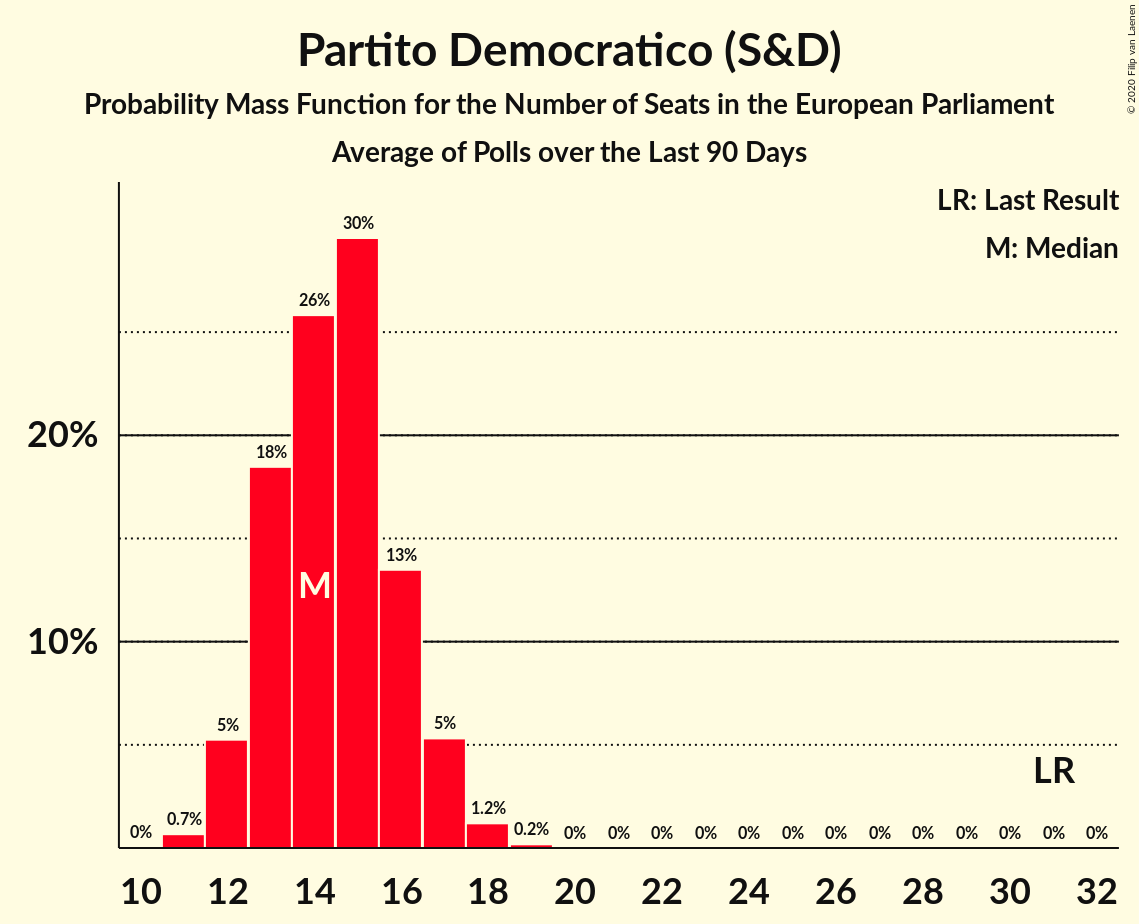 Partito Democratico (S&D)
Probability Mass Function for the Number of Seats in the European Parliament
Average of Polls over the Last 90 Days
© 2020 Filip van Laenen
LR: Last Result
M: Median
30%
26%
20%
18%
13%
M
10%
5%
5%
LR
0%
0.7%
1.2%
0.2%
0%
0%
0%
0%
0%
0%
0%
0%
0%
0%
0%
0%
0%
10 12 14 16 18 20 22 24 26 28 30 32